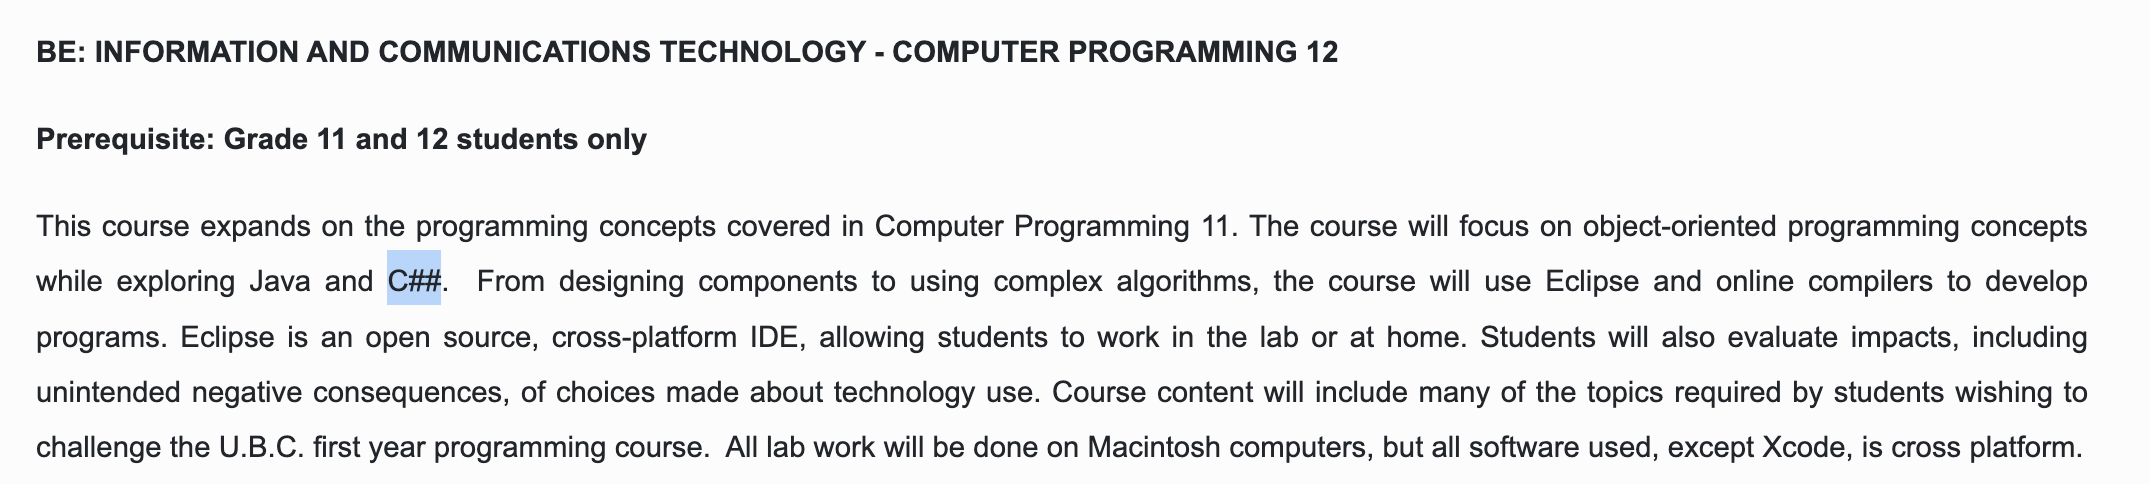 BE: INFORMATION AND COMMUNICATIONS TECHNOLOGY - COMPUTER PROGRAMMING 12
Prerequisite: Grade 11 and 12 students only
This course expands on the programming concepts covered in Computer Programming 11. The course will focus on object-oriented programming concepts
while exploring Java and C##.  From designing components to using complex algorithms, the course will use Eclipse and online compilers to develop
programs. Eclipse is an open source, cross-platform IDE, allowing students to work in the lab or at home. Students will also evaluate impacts, including
unintended negative consequences, of choices made about technology use. Course content will include many of the topics required by students wishing to
challenge the U.B.C. first year programming course.  All lab work will be done on Macintosh computers, but all software used, except Xcode, is cross platform.